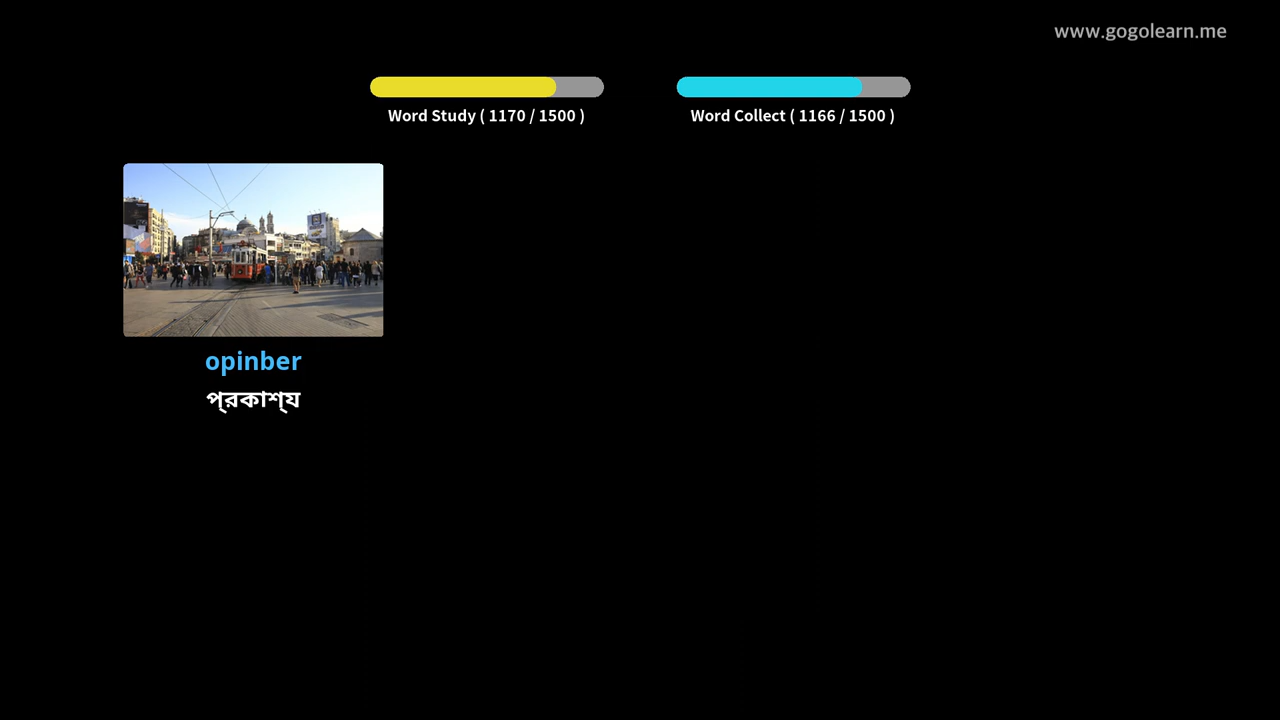 www.gogolearn.me
Word Study ( 1170 / 1500 )
Word Collect ( 1166 / 1500 )
opinber
প্রকাশ্য